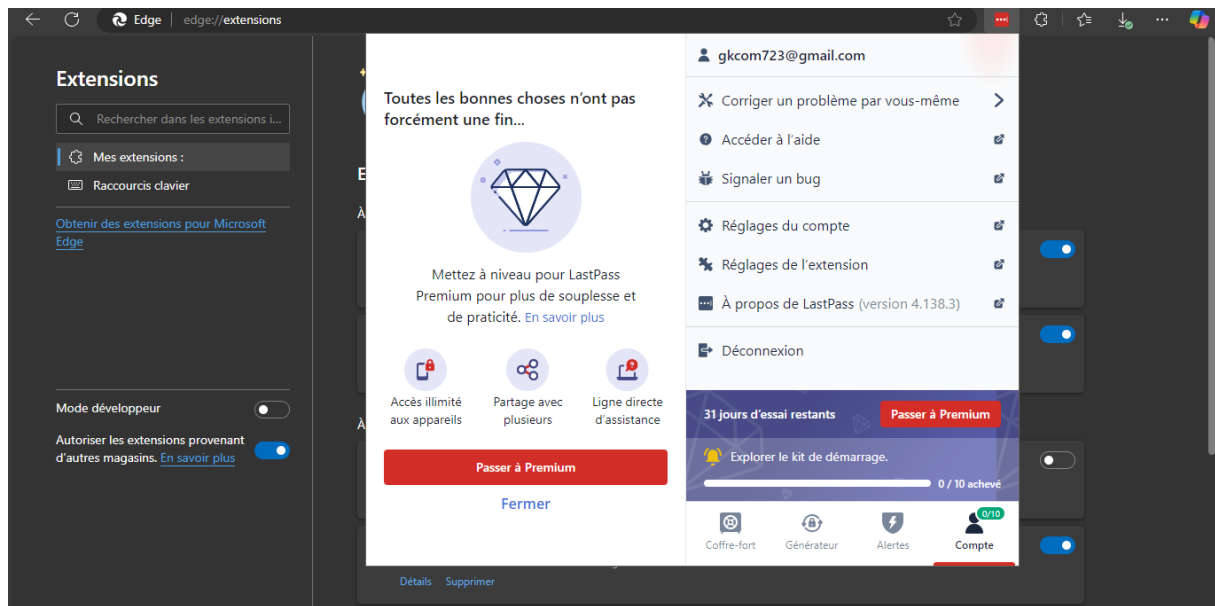 Edge
edge://extensions
Extensions
Rechercher dans les extensions i...
Mes extensions :
Raccourcis clavier
Obtenir des extensions pour Microsoft
Edge
Mode développeur
Autoriser les extensions provenant
d'autres magasins. En savoir plus
E
À
À
Toutes les bonnes choses n'ont pas
forcément une fin...
Mettez à niveau pour LastPass
Premium pour plus de souplesse et
de praticité. En savoir plus
Accès illimité
aux appareils
Partage avec
plusieurs
Ligne directe
d'assistance
Passer à Premium
Fermer
gkcom723@gmail.com
Corriger un problème par vous-même
Accéder à l'aide
Signaler un bug
Réglages du compte
Réglages de l'extension
À propos de LastPass (version 4.138.3)
Déconnexion
31 jours d'essai restants
Passer à Premium
Explorer le kit de démarrage.
0 / 10 achevé
Coffre-fort
Générateur
Alertes
0/10
Compte
Détails
Supprimer